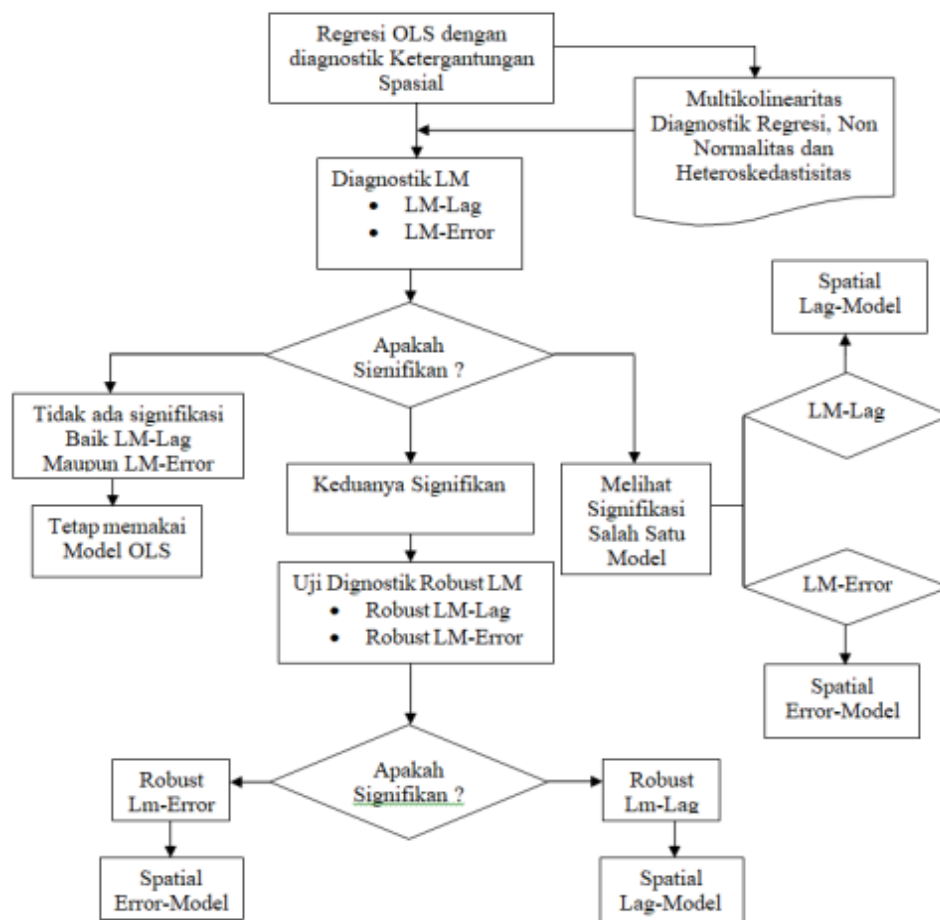 Regresi OLS dengan
diagnostik Ketergantungan
Spasial
Multikolinearitas
Diagnostik Regresi, Non
Normalitas dan
Heteroskedastisitas
Diagnostik LM
• LM-Lag
• LM-Error
Spatial
Lag-Model
Apakah
Signifikan ?
LM-Lag
Tidak ada signifikasi
Baik LM-Lag
Maupun LM-Error
Keduanya Signifikan
Melihat
Signifikasi
Salah Satu
Model
Tetap memakai
Model OLS
LM-Error
Uji Dignostik Robust LM
• Robust LM-Lag
• Robust LM-Error
Spatial
Error-Model
Apakah
Signifikan ?
Robust
Lm-Error
Robust
Lm-Lag
Spatial
Error-Model
Spatial
Lag-Model